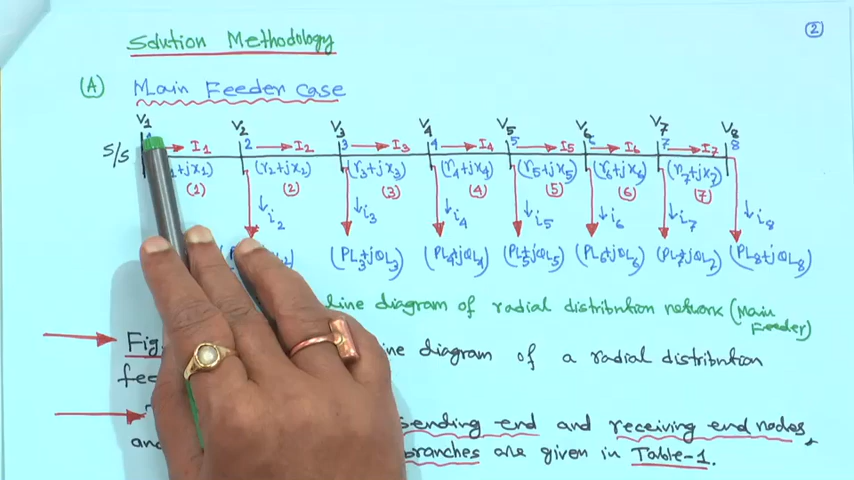 2
Solution Methodology
(A) Main Feeder Case
V1 V2 V3 V4 V5 V6 V7 V8
S/S I1 2 I2 3 I3 4 I4 5 I5 6 I6 7 I7 8
+jx1) (r2+jx2) (r3+jx3) (r4+jx4) (r5+jx5) (r6+jx6) (r7+jx7)
(1) (2) (3) (4) (5) (6) (7)
i2 i3 i4 i5 i6 i7 i8
(PL3+jQL3) (PL4+jQL4) (PL5+jQL5) (PL6+jQL6) (PL7+jQL7) (PL8+jQL8)
line diagram of radial distribution network (Main
Feeder)
Fig. line diagram of a radial distribution
fee
sending end and receiving end nodes,
and branches are given in Table-1.